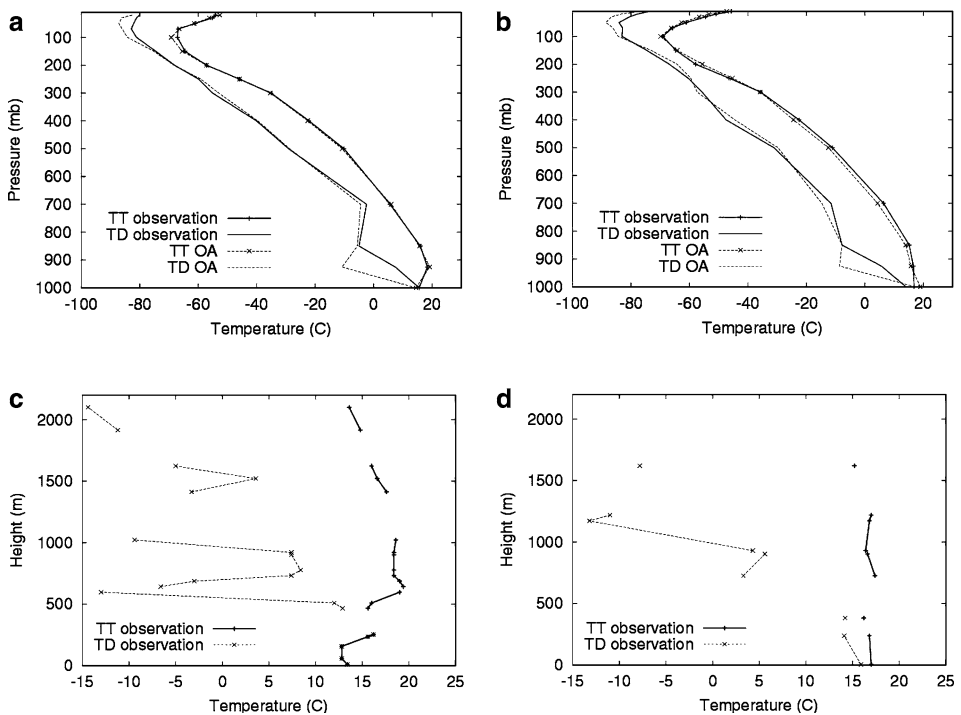 a
100
200
300
400
500
600
700
800
900
1000
Pressure (mb)
-100 -80 -60 -40 -20 0 20
Temperature (C)
TT observation
TD observation
TT OA
TD OA
b
100
200
300
400
500
600
700
800
900
1000
Pressure (mb)
-100 -80 -60 -40 -20 0 20
Temperature (C)
TT observation
TD observation
TT OA
TD OA
c
2000
1500
1000
500
0
Height (m)
-15 -10 -5 0 5 10 15 20 25
Temperature (C)
TT observation
TD observation
d
2000
1500
1000
500
0
Height (m)
-15 -10 -5 0 5 10 15 20 25
Temperature (C)
TT observation
TD observation